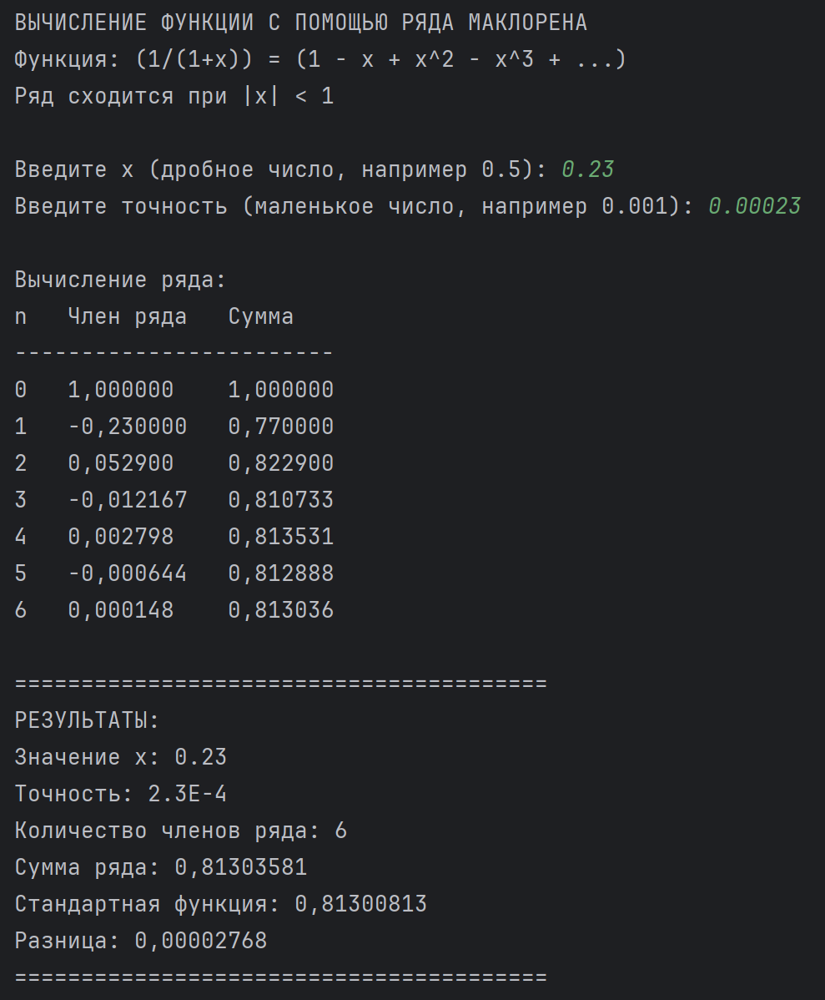 ВЫЧИСЛЕНИЕ ФУНКЦИИ С ПОМОЩЬЮ РЯДА МАКЛОРЕНА
Функция: (1/(1+x)) = (1 - x + x^2 - x^3 + ...)
Ряд сходится при |x| < 1
Введите x (дробное число, например 0.5): 0.23
Введите точность (маленькое число, например 0.001): 0.00023
Вычисление ряда:
n   Член ряда   Сумма
------------------------
0   1,000000    1,000000
1   -0,230000   0,770000
2   0,052900    0,822900
3   -0,012167   0,810733
4   0,002798    0,813531
5   -0,000644   0,812888
6   0,000148    0,813036
========================================
РЕЗУЛЬТАТЫ:
Значение x: 0.23
Точность: 2.3E-4
Количество членов ряда: 6
Сумма ряда: 0,81303581
Стандартная функция: 0,81300813
Разница: 0,00002768
========================================